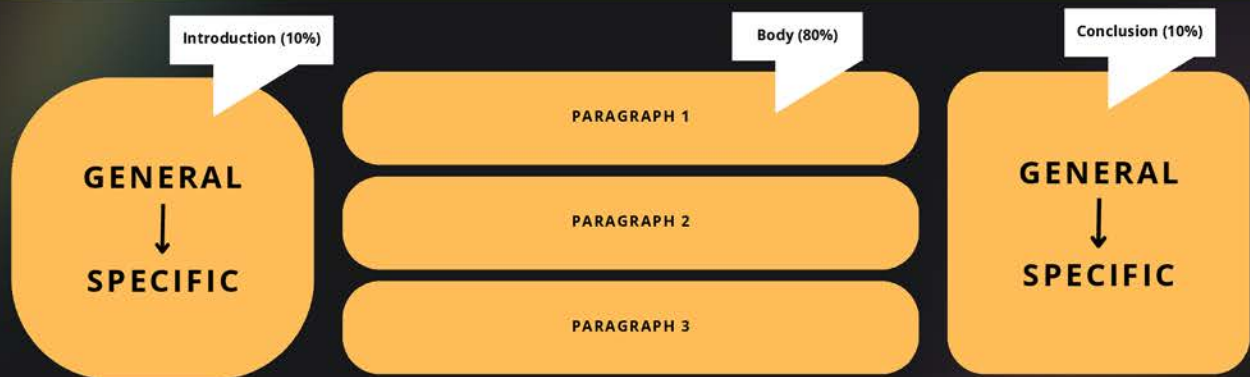 Introduction (10%)
GENERAL
SPECIFIC
Body (80%)
PARAGRAPH 1
PARAGRAPH 2
PARAGRAPH 3
Conclusion (10%)
GENERAL
SPECIFIC